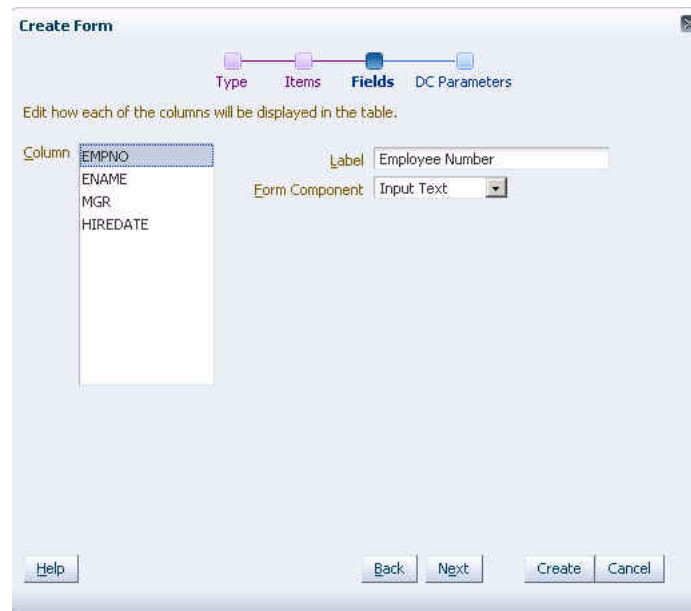 Create Form
Type Items Fields DC Parameters
Edit how each of the columns will be displayed in the table.
Column EMPNO Label Employee Number
ENAME Form Component Input Text
MGR
HIREDATE
Help Back Next Create Cancel